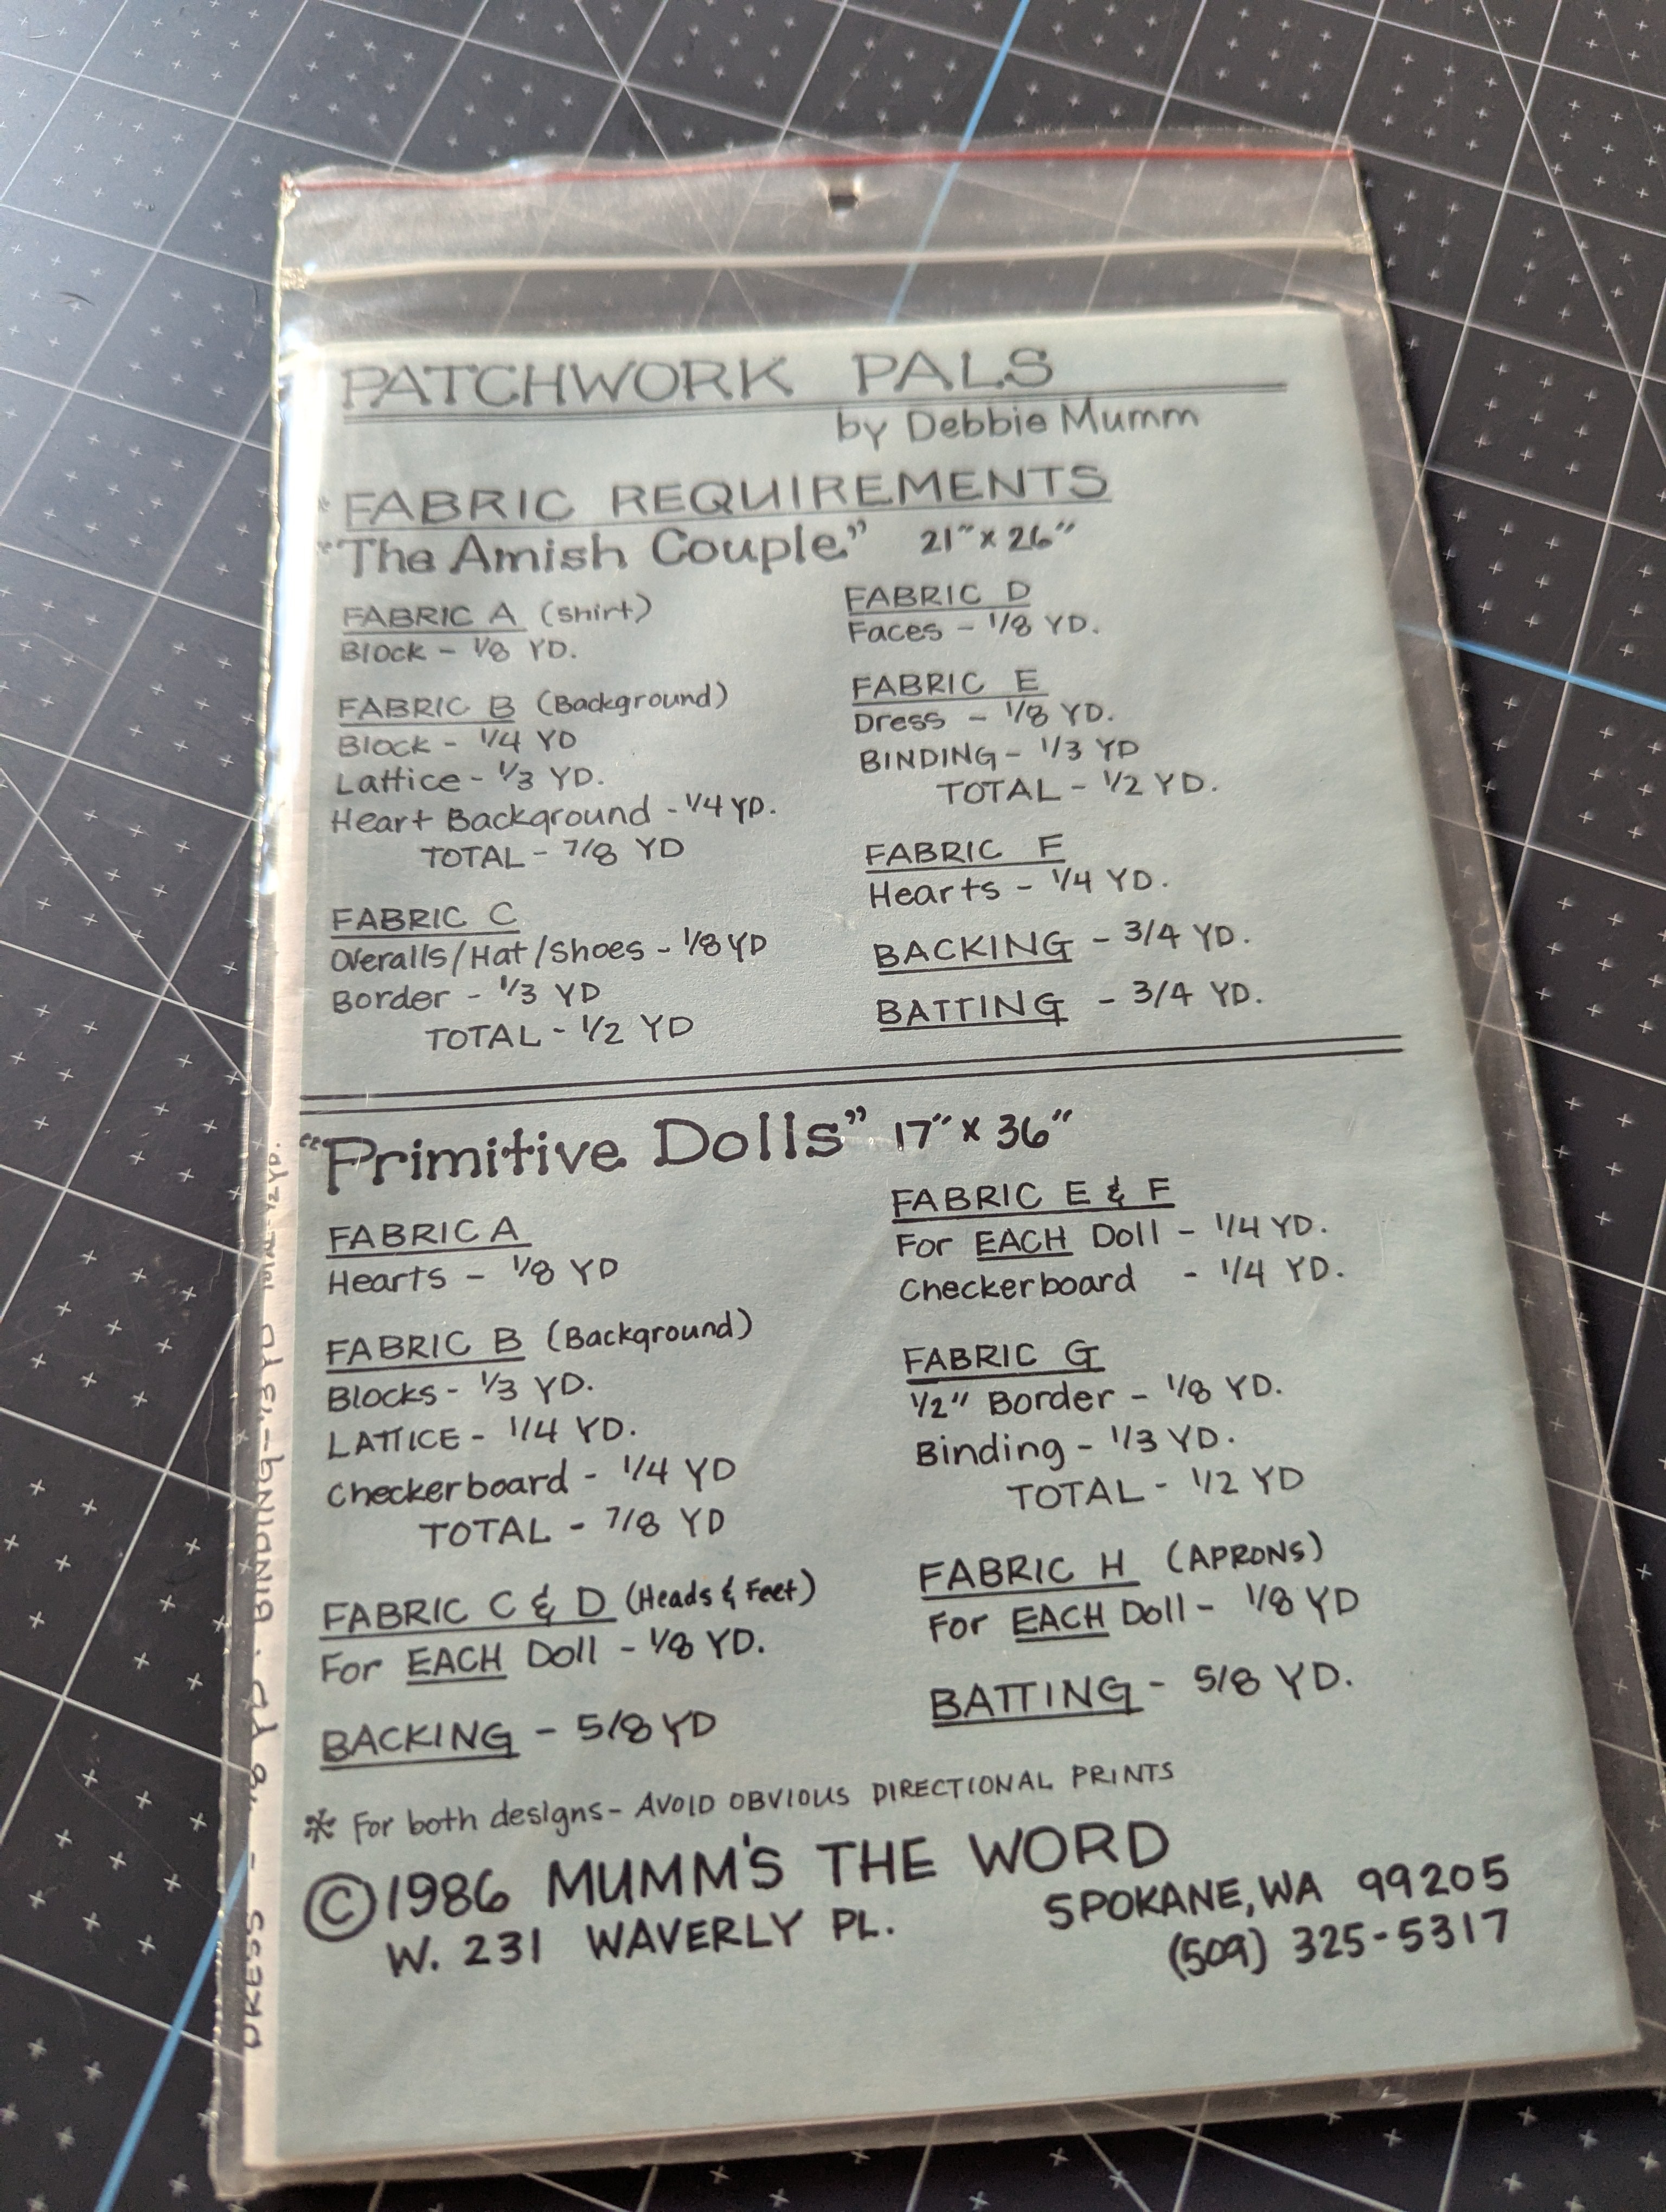 PATCHWORK PALS
by Debbie Mumm
*FABRIC REQUIREMENTS
"The Amish Couple" 21" x 26"
FABRIC A (shirt)
Block - 1/8 YD.
FABRIC B (Background)
Block - 1/4 YD
Lattice - 1/3 YD.
Heart Background - 1/4 YD.
TOTAL - 7/8 YD
FABRIC C
Overalls/Hat/Shoes - 1/8 YD
Border - 1/3 YD
TOTAL - 1/2 YD
FABRIC D
Faces - 1/8 YD.
FABRIC E
Dress - 1/8 YD.
BINDING - 1/3 YD
TOTAL - 1/2 YD.
FABRIC F
Hearts - 1/4 YD.
BACKING - 3/4 YD.
BATTING - 3/4 YD.
"Primitive Dolls" 17" x 36"
FABRIC A
Hearts - 1/8 YD
FABRIC B (Background)
Blocks - 1/3 YD.
LATTICE - 1/4 YD.
Checkerboard - 1/4 YD
TOTAL - 7/8 YD
FABRIC C & D (Heads & Feet)
For EACH Doll - 1/8 YD.
BACKING - 5/8 YD
FABRIC E & F
For EACH Doll - 1/4 YD.
Checkerboard - 1/4 YD.
FABRIC G
1/2" Border - 1/8 YD.
Binding - 1/3 YD.
TOTAL - 1/2 YD
FABRIC H (APRONS)
For EACH Doll - 1/8 YD
BATTING - 5/8 YD.
* For both designs - AVOID OBVIOUS DIRECTIONAL PRINTS
©1986 MUMM'S THE WORD
W. 231 WAVERLY PL.
SPOKANE, WA 99205
(509) 325-5317
DRESS - 1/8 YD. BINDING - 1/3 YD TOTAL - 1/2 YD.